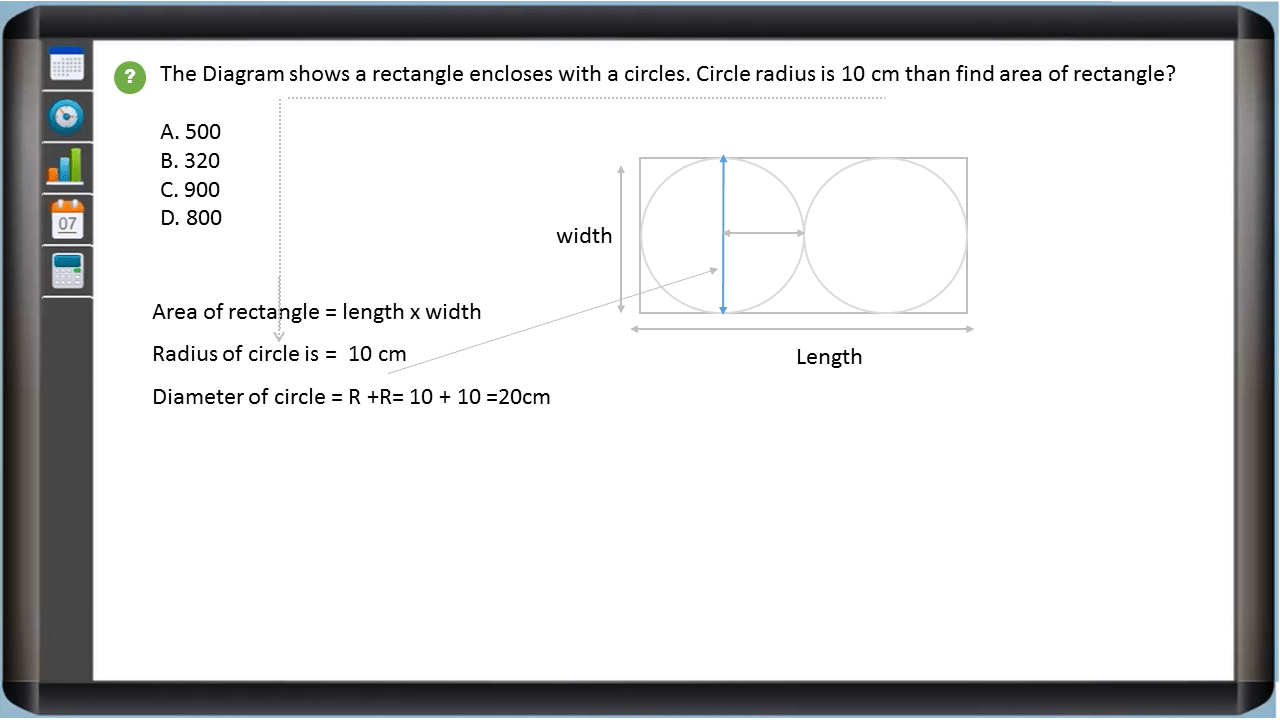 ? The Diagram shows a rectangle encloses with a circles. Circle radius is 10 cm than find area of rectangle?
A. 500
B. 320
C. 900
D. 800
width
Length
Area of rectangle = length x width
Radius of circle is = 10 cm
Diameter of circle = R +R= 10 + 10 =20cm
07